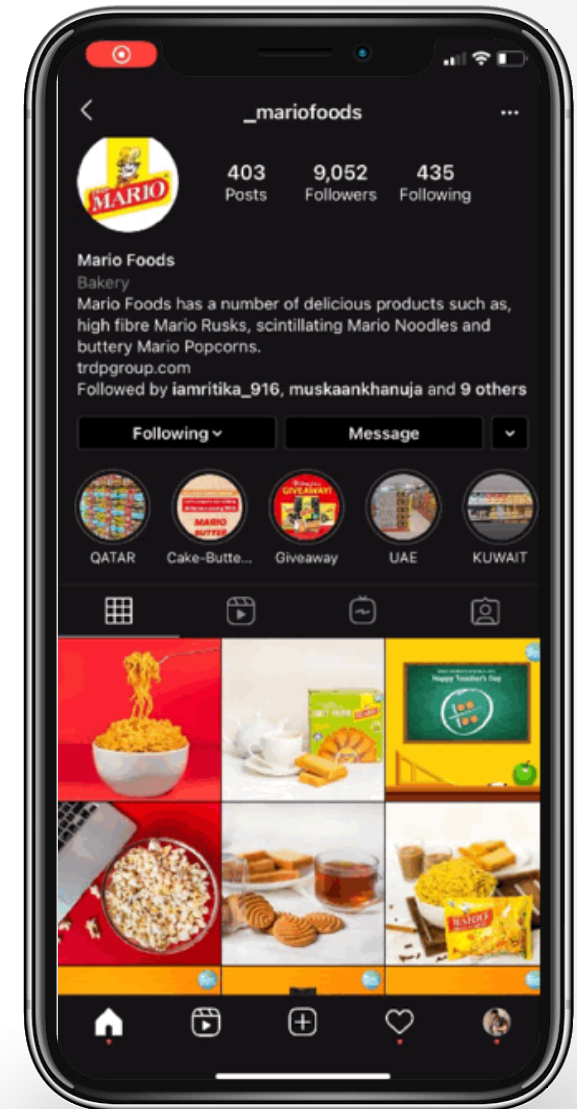 _mariofoods
MARIO
403 9,052 435
Posts Followers Following
Mario Foods
Bakery
Mario Foods has a number of delicious products such as,
high fibre Mario Rusks, scintillating Mario Noodles and
buttery Mario Popcorns.
trdpgroup.com
Followed by iamritika_916, muskaankhanuja and 9 others
Following Message
GIVEAWAY!
MARIO
BUTTER
QATAR Cake-Butte... Giveaway UAE KUWAIT
Happy Teacher's Day